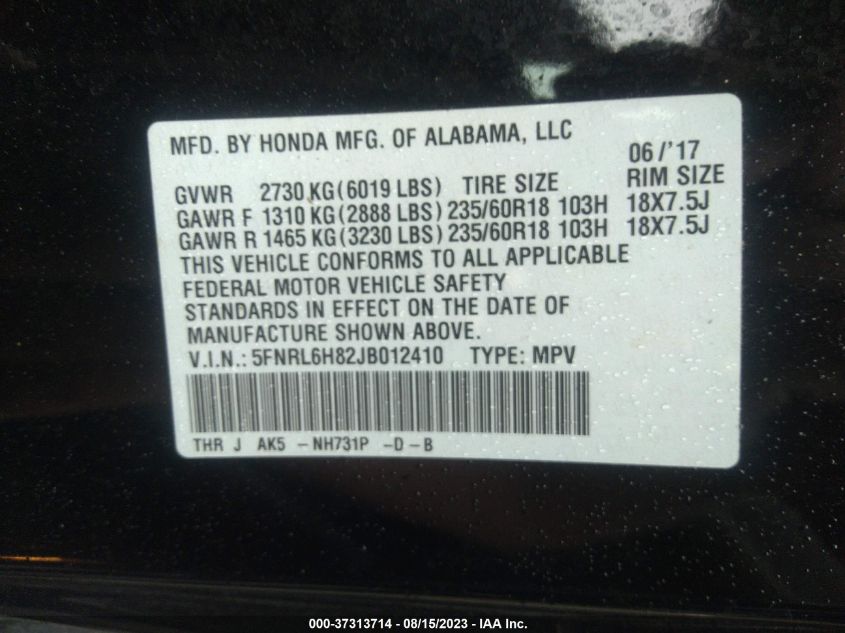 MFD. BY HONDA MFG. OF ALABAMA, LLC 06/'17
GVWR 2730 KG(6019 LBS) TIRE SIZE RIM SIZE
GAWR F 1310 KG(2888 LBS) 235/60R18 103H 18X7.5J
GAWR R 1465 KG(3230 LBS) 235/60R18 103H 18X7.5J
THIS VEHICLE CONFORMS TO ALL APPLICABLE
FEDERAL MOTOR VEHICLE SAFETY
STANDARDS IN EFFECT ON THE DATE OF
MANUFACTURE SHOWN ABOVE.
V.I.N.: 5FNRL6H82JB012410 TYPE: MPV
THR J AK5 -NH731P -D-B
000-37313714 - 08/15/2023 - IAA Inc.